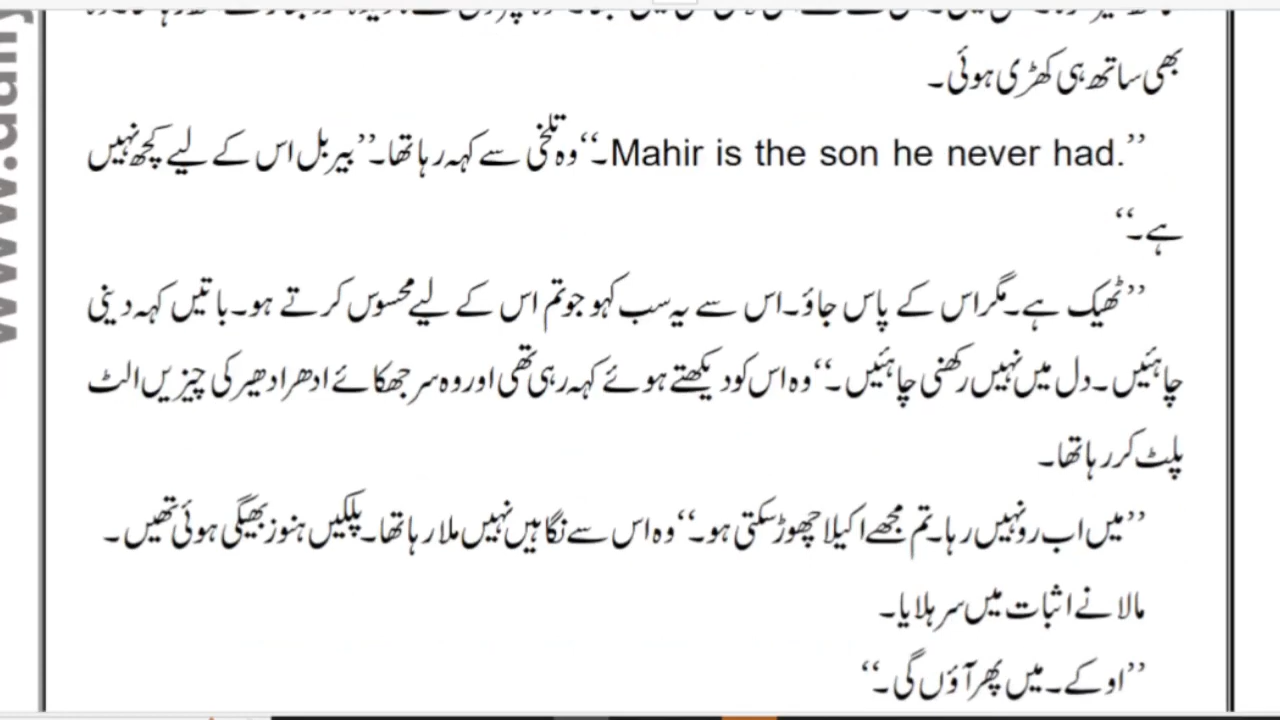 بھی ساتھ ہی کھڑی ہوئی۔
’’Mahir is the son he never had.۔‘‘وہ تلخی سے کہہ رہا تھا۔’’بیربل اس کے لیے کچھ نہیں
ہے۔‘‘
’’ٹھیک ہے۔مگر اس کے پاس جاؤ۔اس سے یہ سب کہو جو تم اس کے لیے محسوس کرتے ہو۔باتیں کہہ دینی
چاہئیں۔دل میں نہیں رکھنی چاہئیں۔‘‘وہ اس کو دیکھتے ہوئے کہہ رہی تھی اور وہ سر جھکائے ادھر ادھیر کی چیزیں الٹ
پلٹ کر رہا تھا۔
’’میں اب رو نہیں رہا۔تم مجھے اکیلا چھوڑ سکتی ہو۔‘‘وہ اس سے نگاہیں نہیں ملا رہا تھا۔پلکیں ہنوز بھیگی ہوئی تھیں۔
مالا نے اثبات میں سر ہلایا۔
’’اوکے۔میں پھر آؤں گی۔‘‘